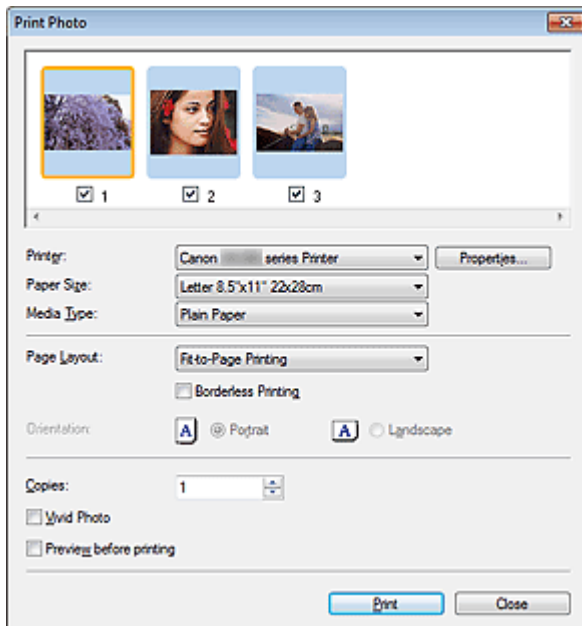 Print Photo
1 2 3
Printer: Canon series Printer Properties...
Paper Size: Letter 8.5"x11" 22x28cm
Media Type: Plain Paper
Page Layout: Fit-to-Page Printing
Borderless Printing
Orientation: A Portrait A Landscape
Copies: 1
Vivid Photo
Preview before printing
Print Close